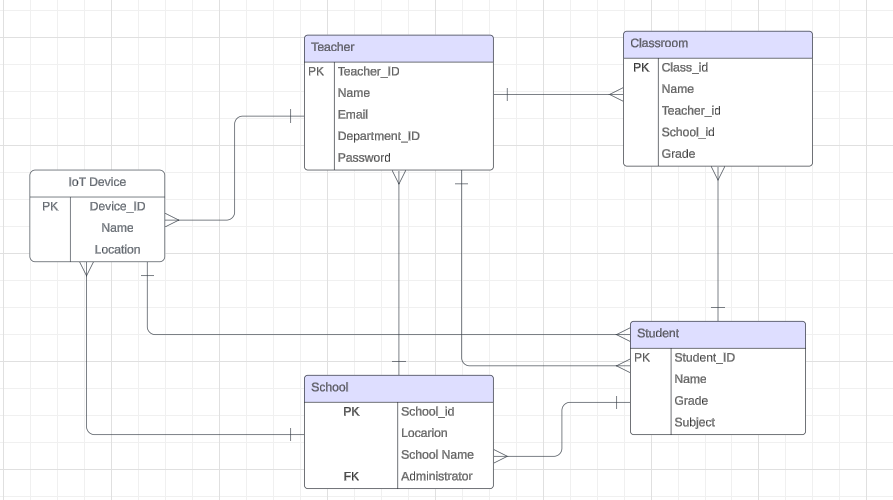 Teacher
PK Teacher_ID
Name
Email
Department_ID
Password
Classroom
PK Class_id
Name
Teacher_id
School_id
Grade
IoT Device
PK Device_ID
Name
Location
Student
PK Student_ID
Name
Grade
Subject
School
PK School_id
Locarion
School Name
FK Administrator